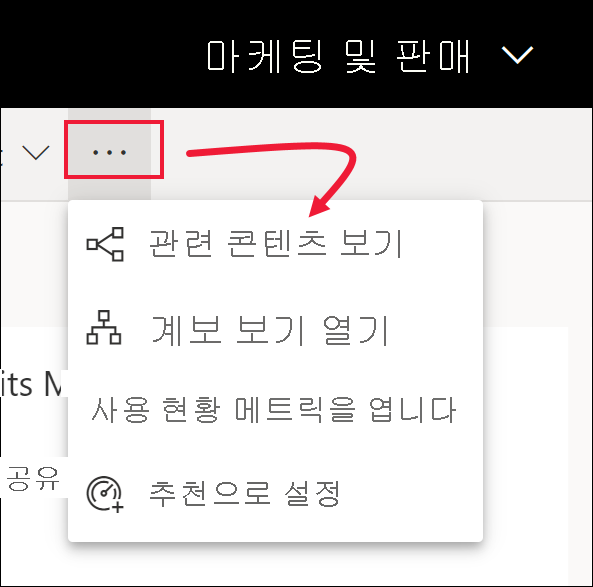 마케팅 및 판매
...
관련 콘텐츠 보기
계보 보기 열기
its M
사용 현황 메트릭을 엽니다
공유
추천으로 설정